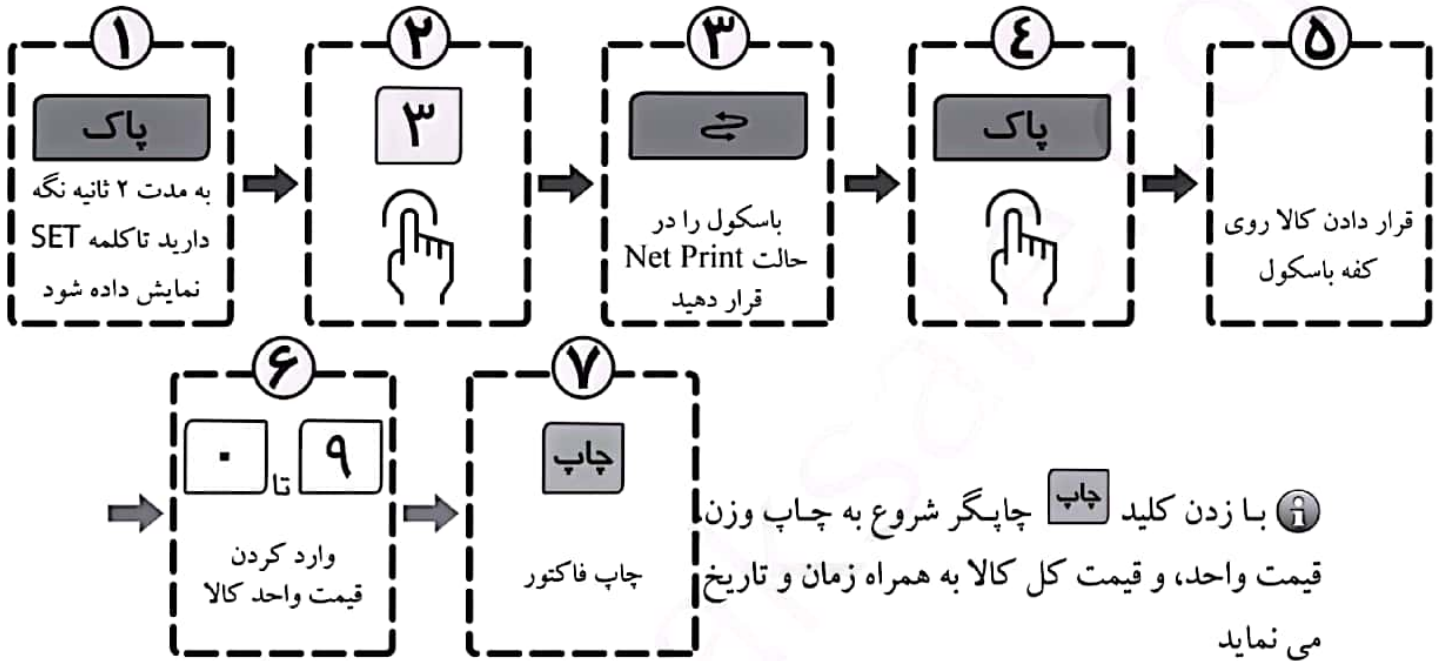 ۱
پاک
به مدت ۲ ثانیه نگه
دارید تاکلمه SET
نمایش داده شود
۲
۳
۳
باسکول را در
حالت Net Print
قرار دهید
٤
پاک
۵
قرار دادن کالا روی
کفه باسکول
۶
۰ تا ۹
وارد کردن
قیمت واحد کالا
۷
چاپ
چاپ فاکتور
با زدن کلید چاپ چاپگر شروع به چاپ وزن،
قیمت واحد، و قیمت کل کالا به همراه زمان و تاریخ
می نماید